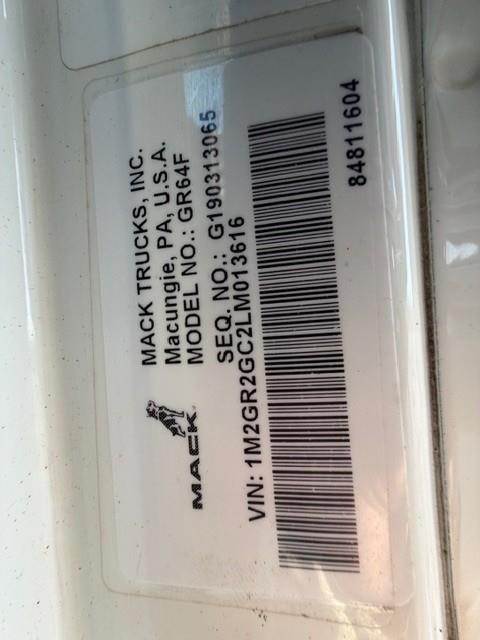 MACK
MACK TRUCKS, INC.
Macungie, PA, U.S.A.
MODEL NO.: GR64F
SEQ. NO.: G190313065
VIN: 1M2GR2GC2LM013616
84811604